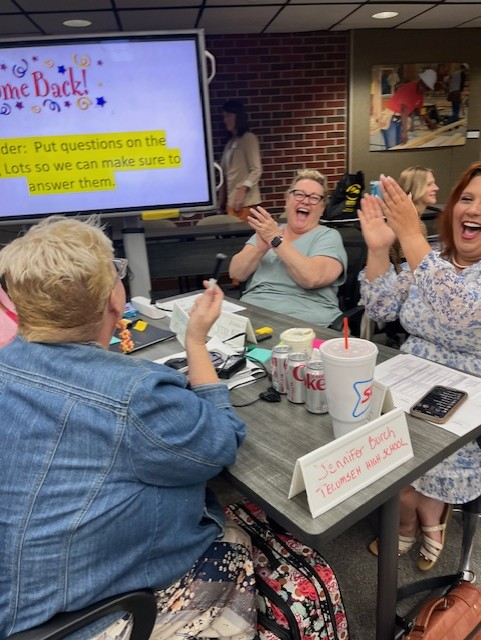 ome Back!
der: Put questions on the
Lots so we can make sure to
answer them.
Coke
Jennifer Burch
TECUMSEH HIGH SCHOOL